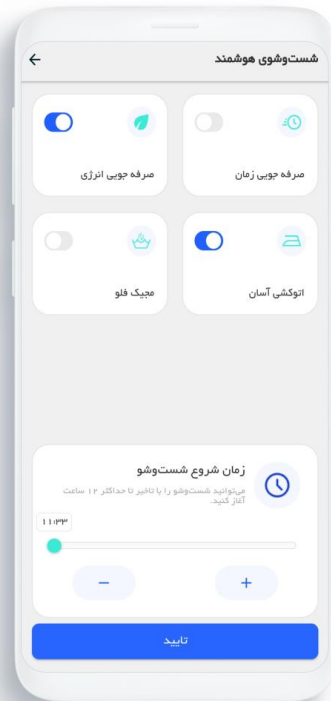 شست‌وشوی هوشمند
صرفه جویی زمان
صرفه جویی انرژی
اتوکشی آسان
مجیک فلو
زمان شروع شست‌وشو
می‌توانید شست‌وشو را با تاخیر تا حداکثر ۱۲ ساعت
آغاز کنید.
۱۱:۳۳
+
−
تایید